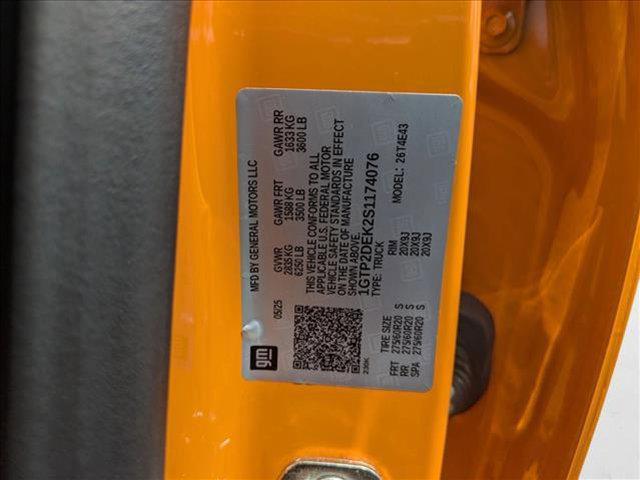 MFD BY GENERAL MOTORS LLC
05/25
GVWR
2835 KG
6250 LB
GAWR FRT
1588 KG
3500 LB
GAWR RR
1633 KG
3600 LB
THIS VEHICLE CONFORMS TO ALL
APPLICABLE U.S. FEDERAL MOTOR
VEHICLE SAFETY STANDARDS IN EFFECT
ON THE DATE OF MANUFACTURE
SHOWN ABOVE.
1GTP2DEK2S1174076
TYPE: TRUCK
MODEL: 26T4E43
gm
TIRE SIZE
RIM
FRT 275/60R20 S 20X9J
RR 275/60R20 S 20X9J
SPA 275/60R20 S 20X9J